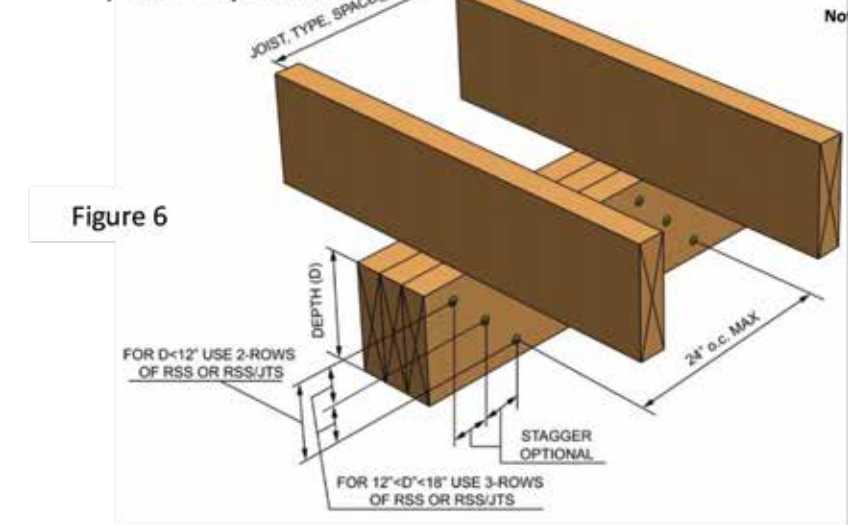 JOIST, TYPE,
No
Figure 6
DEPTH (D)
FOR D<12" USE 2-ROWS
OF RSS OR RSS/JTS
24" o.c. MAX
STAGGER
OPTIONAL
FOR 12"<D"<18" USE 3-ROWS
OF RSS OR RSS/JTS